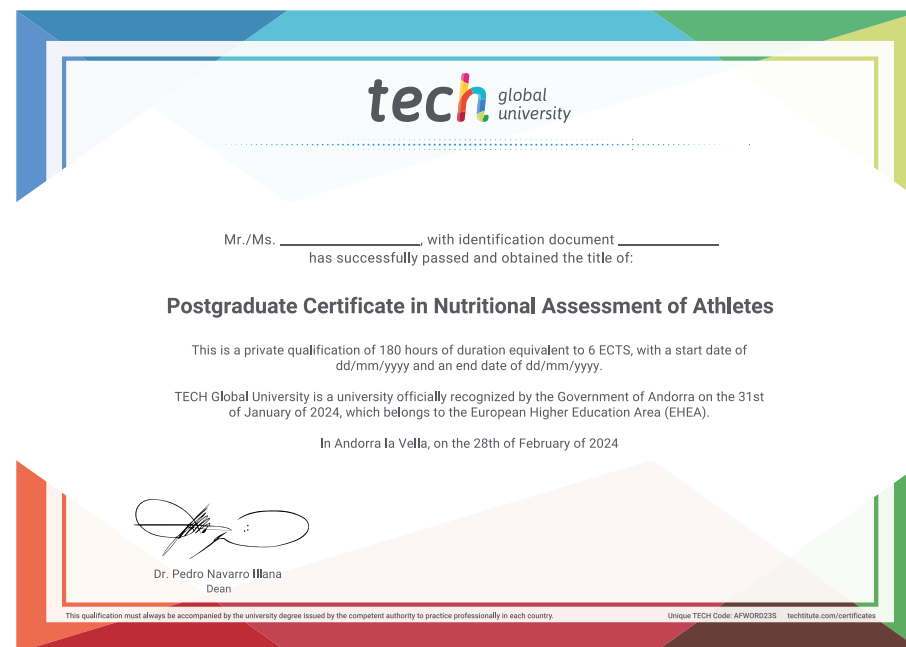 tech global
university
Mr./Ms. ____________________, with identification document ______________
has successfully passed and obtained the title of:
Postgraduate Certificate in Nutritional Assessment of Athletes
This is a private qualification of 180 hours of duration equivalent to 6 ECTS, with a start date of
dd/mm/yyyy and an end date of dd/mm/yyyy.
TECH Global University is a university officially recognized by the Government of Andorra on the 31st
of January of 2024, which belongs to the European Higher Education Area (EHEA).
In Andorra la Vella, on the 28th of February of 2024
Dr. Pedro Navarro Illana
Dean
This qualification must always be accompanied by the university degree issued by the competent authority to practice professionally in each country.
Unique TECH Code: AFWORD23S techtitute.com/certificates